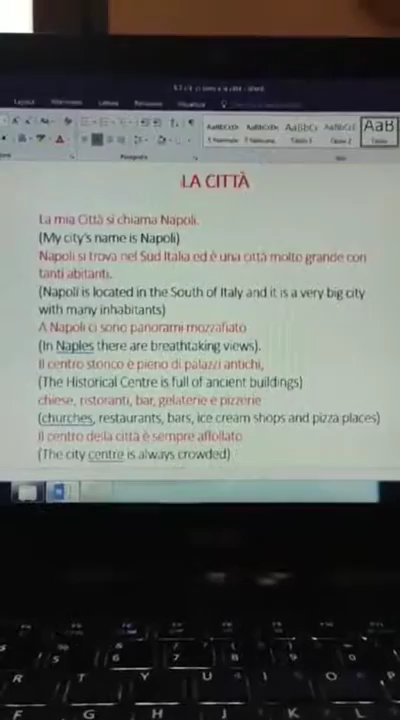 LA CITTÀ
La mia Città si chiama Napoli.
(My city's name is Napoli)
Napoli si trova nel Sud Italia ed è una città molto grande con
tanti abitanti.
(Napoli is located in the South of Italy and it is a very big city
with many inhabitants)
A Napoli ci sono panorami mozzafiato
(In Naples there are breathtaking views).
Il centro storico è pieno di palazzi antichi,
(The Historical Centre is full of ancient buildings)
chiese, ristoranti, bar, gelaterie e pizzerie
(churches, restaurants, bars, ice cream shops and pizza places)
Il centro della città è sempre affollato
(The city centre is always crowded)
6 7 8 9
R T Y U I O P
F G H J K L